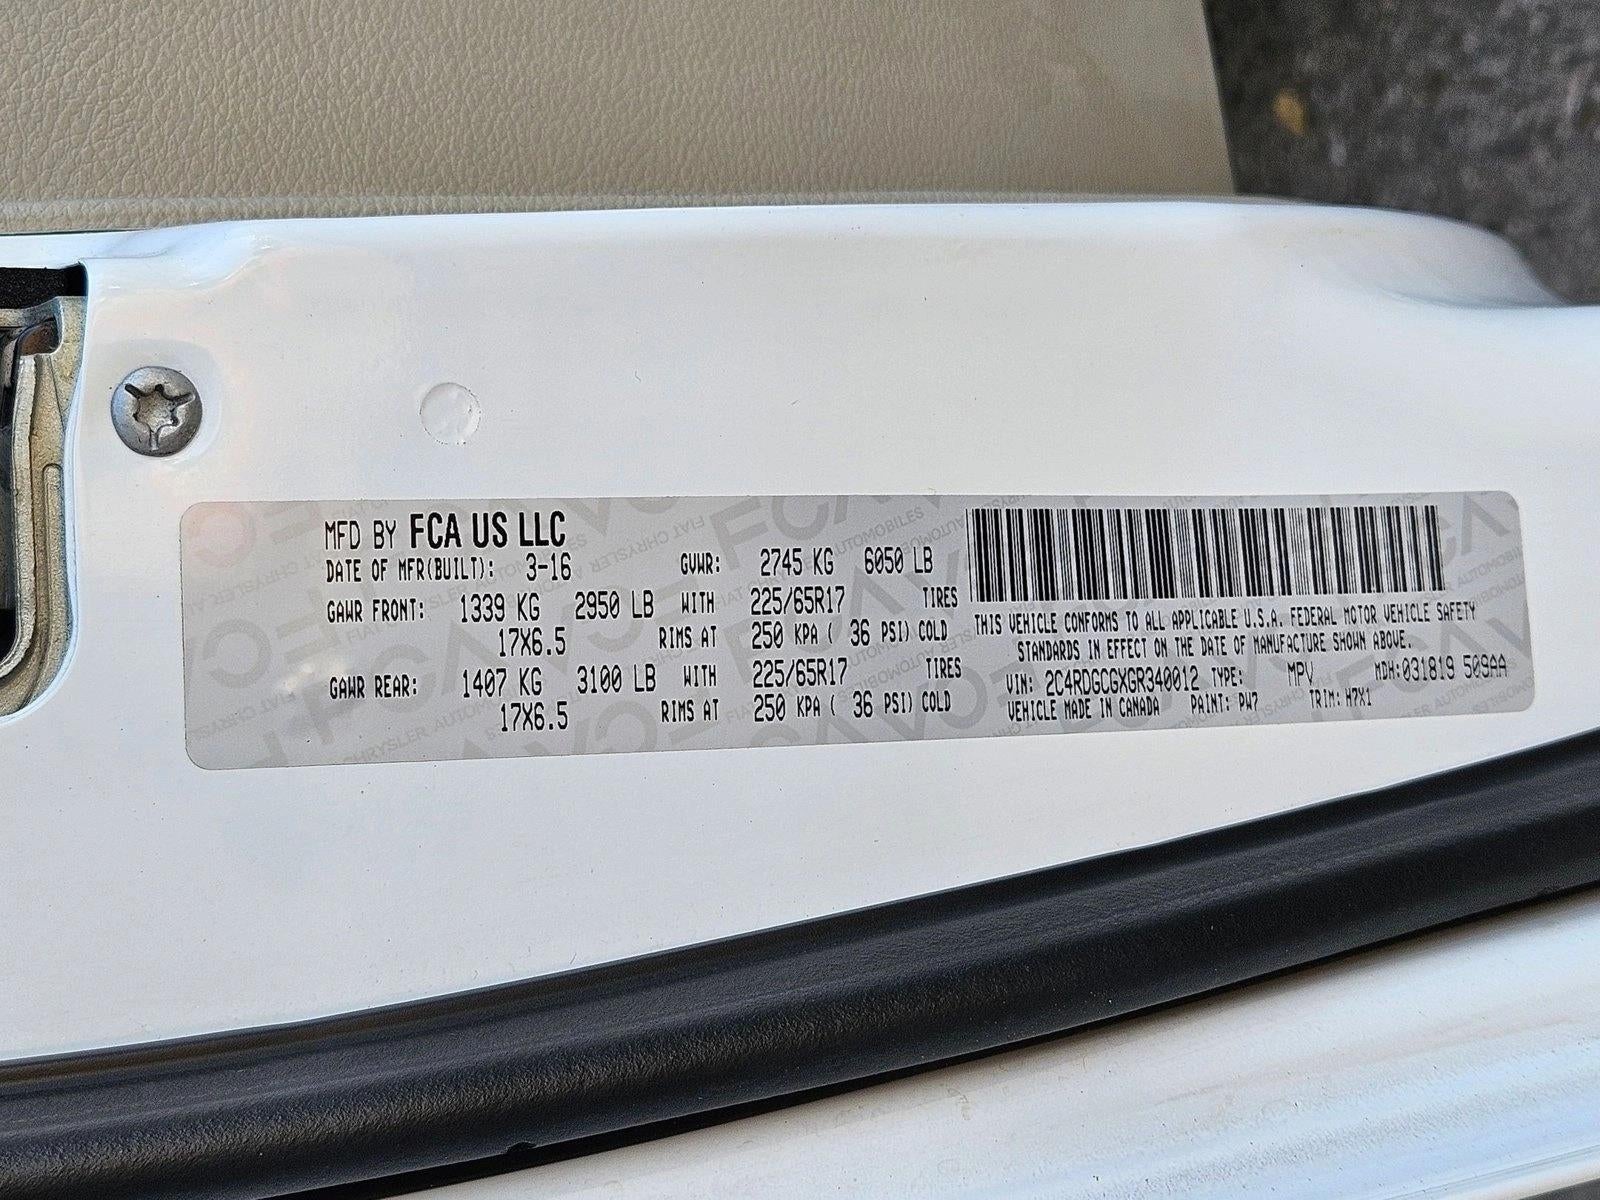 MFD BY FCA US LLC
DATE OF MFR(BUILT): 3-16 GVWR: 2745 KG 6050 LB
GAWR FRONT: 1339 KG 2950 LB WITH 225/65R17 TIRES
17X6.5 RIMS AT 250 KPA ( 36 PSI) COLD
GAWR REAR: 1407 KG 3100 LB WITH 225/65R17 TIRES
17X6.5 RIMS AT 250 KPA ( 36 PSI) COLD
THIS VEHICLE CONFORMS TO ALL APPLICABLE U.S.A. FEDERAL MOTOR VEHICLE SAFETY
STANDARDS IN EFFECT ON THE DATE OF MANUFACTURE SHOWN ABOVE.
VIN: 2C4RDGCGXGR340012 TYPE: MPV MDH:031819 509AA
VEHICLE MADE IN CANADA PAINT: PW7 TRIM: H7X1